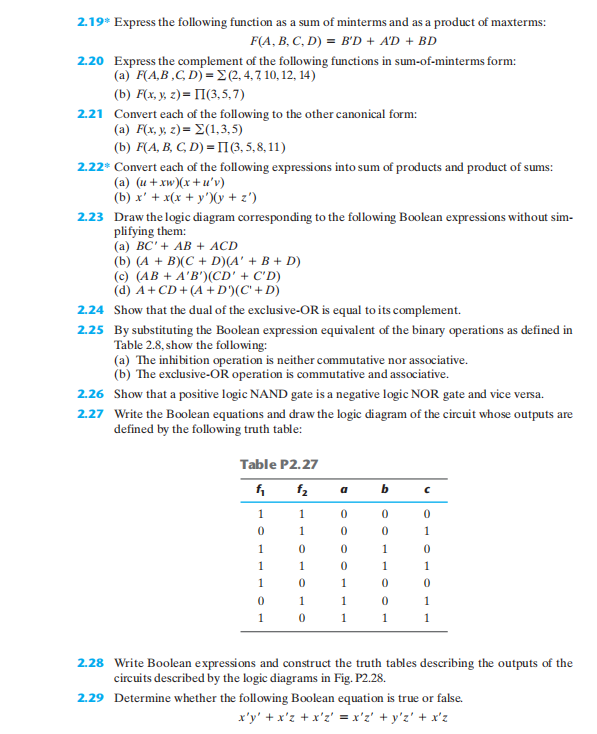 2.19* Express the following function as a sum of minterms and as a product of maxterms:
F(A, B, C, D) = B'D + A'D + BD
2.20 Express the complement of the following functions in sum-of-minterms form:
(a) F(A,B ,C, D) = Σ(2, 4, 7, 10, 12, 14)
(b) F(x, y, z) = Π(3, 5, 7)
2.21 Convert each of the following to the other canonical form:
(a) F(x, y, z) = Σ(1, 3, 5)
(b) F(A, B, C, D) = Π(3, 5, 8, 11)
2.22* Convert each of the following expressions into sum of products and product of sums:
(a) (u + xw)(x + u'v)
(b) x' + x(x + y')(y + z')
2.23 Draw the logic diagram corresponding to the following Boolean expressions without sim-
plifying them:
(a) BC' + AB + ACD
(b) (A + B)(C + D)(A' + B + D)
(c) (AB + A'B')(CD' + C'D)
(d) A + CD + (A + D')(C' + D)
2.24 Show that the dual of the exclusive-OR is equal to its complement.
2.25 By substituting the Boolean expression equivalent of the binary operations as defined in
Table 2.8, show the following:
(a) The inhibition operation is neither commutative nor associative.
(b) The exclusive-OR operation is commutative and associative.
2.26 Show that a positive logic NAND gate is a negative logic NOR gate and vice versa.
2.27 Write the Boolean equations and draw the logic diagram of the circuit whose outputs are
defined by the following truth table:
Table P2.27
f₁ f₂ a b c
1 1 0 0 0
0 1 0 0 1
1 0 0 1 0
1 1 0 1 1
1 0 1 0 0
0 1 1 0 1
1 0 1 1 1
2.28 Write Boolean expressions and construct the truth tables describing the outputs of the
circuits described by the logic diagrams in Fig. P2.28.
2.29 Determine whether the following Boolean equation is true or false.
x'y' + x'z + x'z' = x'z' + y'z' + x'z